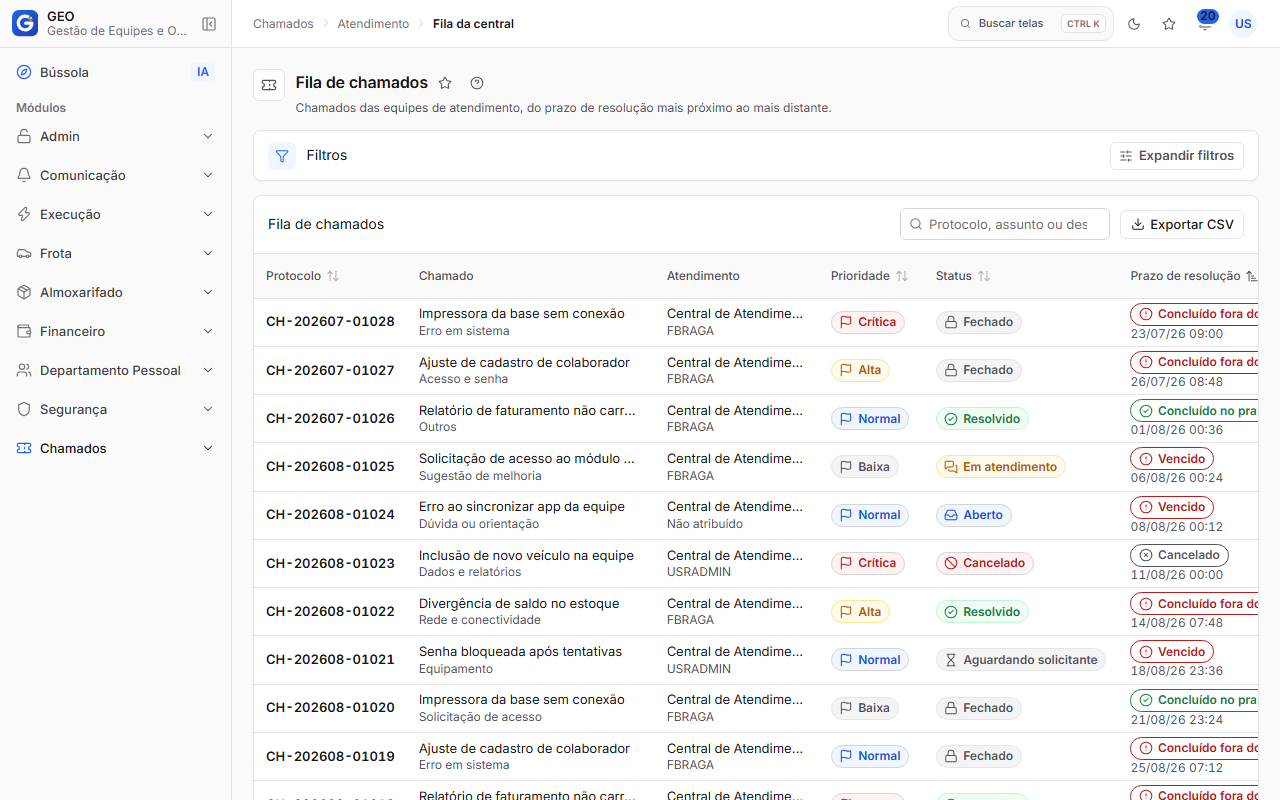 GEO
Gestão de Equipes e O...
Chamados
Atendimento
Fila da central
Buscar telas
CTRL K
20
US
Bússola
IA
Módulos
Admin
Comunicação
Execução
Frota
Almoxarifado
Financeiro
Departamento Pessoal
Segurança
Chamados
Fila de chamados
Chamados das equipes de atendimento, do prazo de resolução mais próximo ao mais distante.
Filtros
Expandir filtros
Fila de chamados
Protocolo, assunto ou des
Exportar CSV
Protocolo
Chamado
Atendimento
Prioridade
Status
Prazo de resolução
CH-202607-01028
Impressora da base sem conexão
Erro em sistema
Central de Atendime...
FBRAGA
Crítica
Fechado
Concluído fora do
23/07/26 09:00
CH-202607-01027
Ajuste de cadastro de colaborador
Acesso e senha
Central de Atendime...
FBRAGA
Alta
Fechado
Concluído fora do
26/07/26 08:48
CH-202607-01026
Relatório de faturamento não carr...
Outros
Central de Atendime...
FBRAGA
Normal
Resolvido
Concluído no pra
01/08/26 00:36
CH-202608-01025
Solicitação de acesso ao módulo ...
Sugestão de melhoria
Central de Atendime...
FBRAGA
Baixa
Em atendimento
Vencido
06/08/26 00:24
CH-202608-01024
Erro ao sincronizar app da equipe
Dúvida ou orientação
Central de Atendime...
Não atribuído
Normal
Aberto
Vencido
08/08/26 00:12
CH-202608-01023
Inclusão de novo veículo na equipe
Dados e relatórios
Central de Atendime...
USRADMIN
Crítica
Cancelado
Cancelado
11/08/26 00:00
CH-202608-01022
Divergência de saldo no estoque
Rede e conectividade
Central de Atendime...
FBRAGA
Alta
Resolvido
Concluído fora do
14/08/26 07:48
CH-202608-01021
Senha bloqueada após tentativas
Equipamento
Central de Atendime...
USRADMIN
Normal
Aguardando solicitante
Vencido
18/08/26 23:36
CH-202608-01020
Impressora da base sem conexão
Solicitação de acesso
Central de Atendime...
FBRAGA
Baixa
Fechado
Concluído no pra
21/08/26 23:24
CH-202608-01019
Ajuste de cadastro de colaborador
Erro em sistema
Central de Atendime...
FBRAGA
Normal
Fechado
Concluído fora do
25/08/26 07:12
Relatório de faturamento não carr...
Central de Atendime...
Concluído fora do